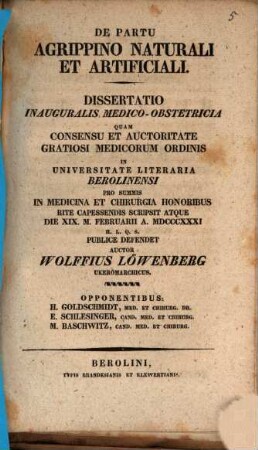 5
DE PARTU
AGRIPPINO NATURALI
ET ARTIFICIALI.
DISSERTATIO
INAUGURALIS, MEDICO-OBSTETRICIA
QUAM
CONSENSU ET AUCTORITATE
GRATIOSI MEDICORUM ORDINIS
IN
UNIVERSITATE LITERARIA
BEROLINENSI
PRO SUMMIS
IN MEDICINA ET CHIRURGIA HONORIBUS
RITE CAPESSENDIS SCRIPSIT ATQUE
DIE XIX. M. FEBRUARII A. MDCCCXXXI
H. L. Q. S.
PUBLICE DEFENDET
AUCTOR
WOLFFIUS LÖWENBERG
UKERÖMARCHICUS.
OPPONENTIBUS:
H. GOLDSCHMIDT, MED. ET CHIRURG. DR.
E. SCHLESINGER, CAND. MED. ET CHIRURG.
M. BASCHWITZ, CAND. MED. ET CHIRURG.
BEROLINI,
TYPIS BRANDESIANIS ET KLEWERTIANIS.